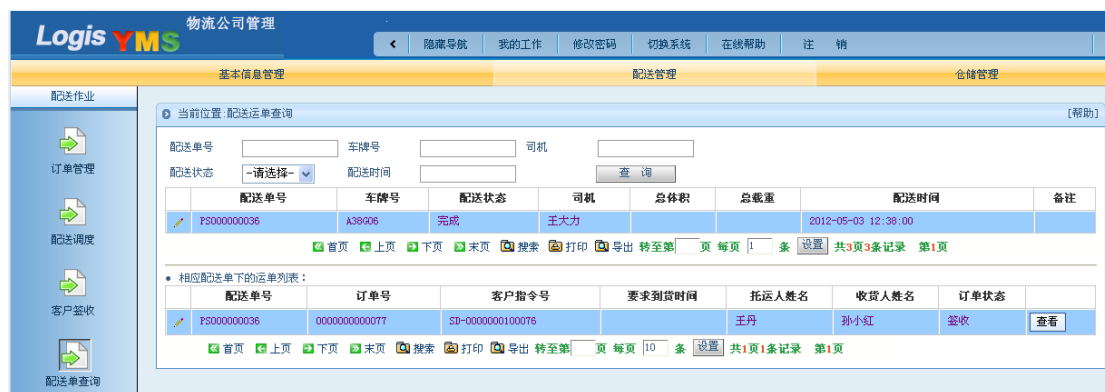 物流公司管理
Logis YMS
隐藏导航 我的工作 修改密码 切换系统 在线帮助 注 销
基本信息管理 配送管理 仓储管理
配送作业
当前位置:配送运单查询 [帮助]
配送单号 车牌号 司机
订单管理
配送状态 -请选择- 配送时间 查 询
配送单号 车牌号 配送状态 司机 总体积 总载重 配送时间 备注
PS000000036 A38G06 完成 王大力 2012-05-03 12:38:00
配送调度
首页 上页 下页 末页 搜索 打印 导出 转至第 页 每页 1 条 设置 共3页3条记录 第1页
相应配送单下的运单列表:
配送单号 订单号 客户指令号 要求到货时间 托运人姓名 收货人姓名 订单状态
客户签收
PS000000036 0000000000077 SD-0000000100076 王丹 孙小红 签收 查看
首页 上页 下页 末页 搜索 打印 导出 转至第 页 每页 10 条 设置 共1页1条记录 第1页
配送单查询